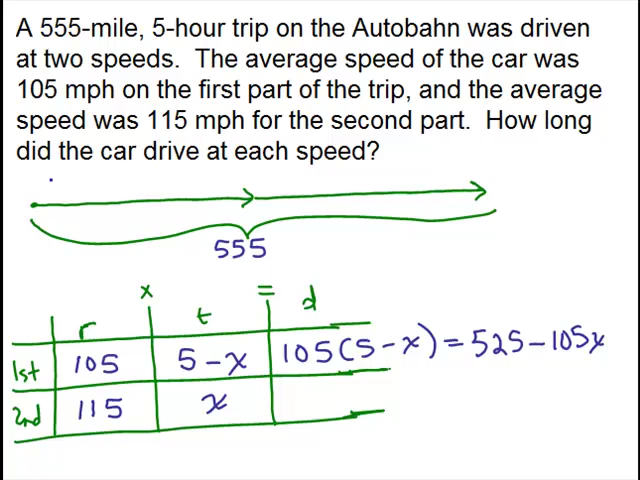 A 555-mile, 5-hour trip on the Autobahn was driven
at two speeds.  The average speed of the car was
105 mph on the first part of the trip, and the average
speed was 115 mph for the second part.  How long
did the car drive at each speed?
555
r x t = d
1st 105 5-x 105(5-x)=525-105x
2nd 115 x